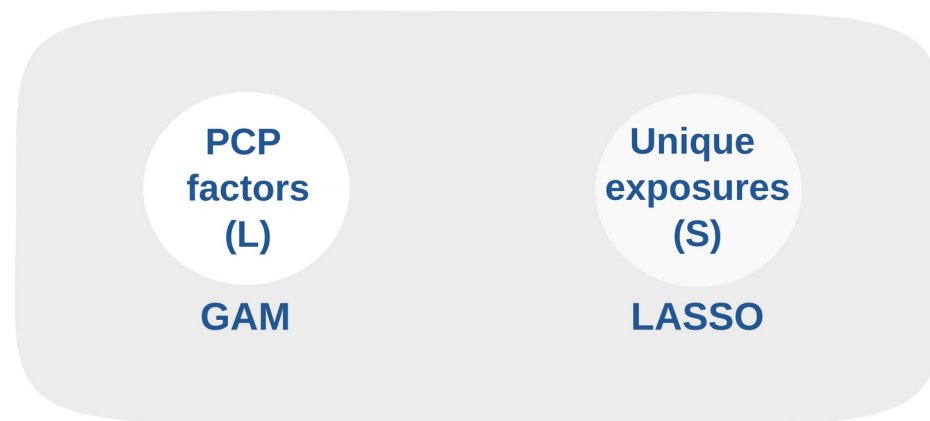 PCP
factors
(L)
GAM
Unique
exposures
(S)
LASSO